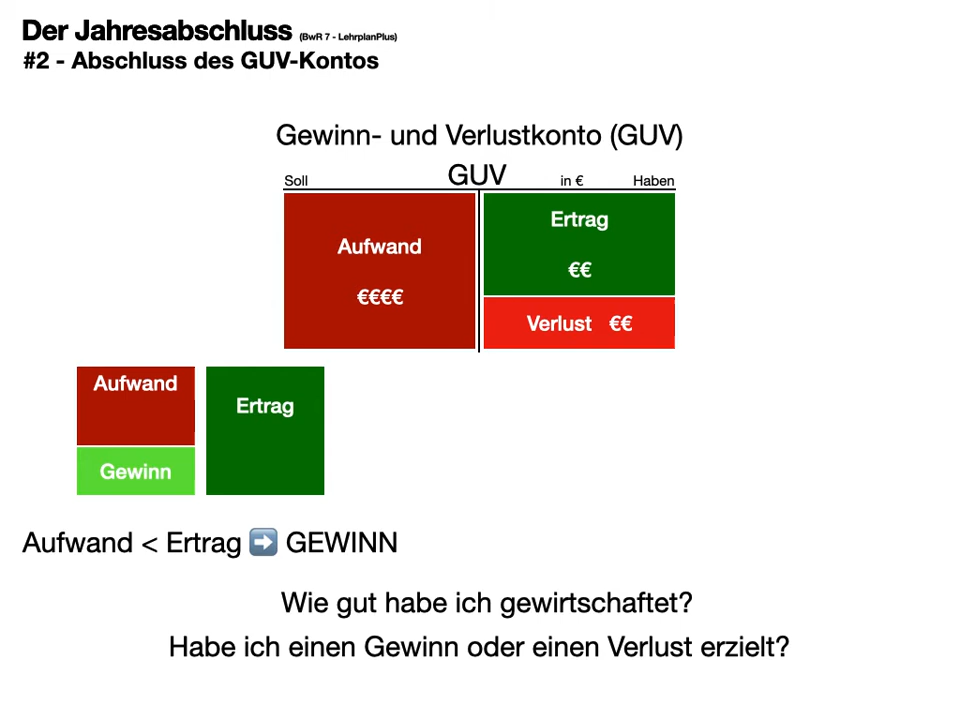 Der Jahresabschluss (BwR 7 - LehrplanPlus)
#2 - Abschluss des GUV-Kontos
Gewinn- und Verlustkonto (GUV)
Soll GUV in € Haben
Aufwand
€€€€
Ertrag
€€
Verlust €€
Aufwand
Gewinn
Ertrag
Aufwand < Ertrag ➡️ GEWINN
Wie gut habe ich gewirtschaftet?
Habe ich einen Gewinn oder einen Verlust erzielt?